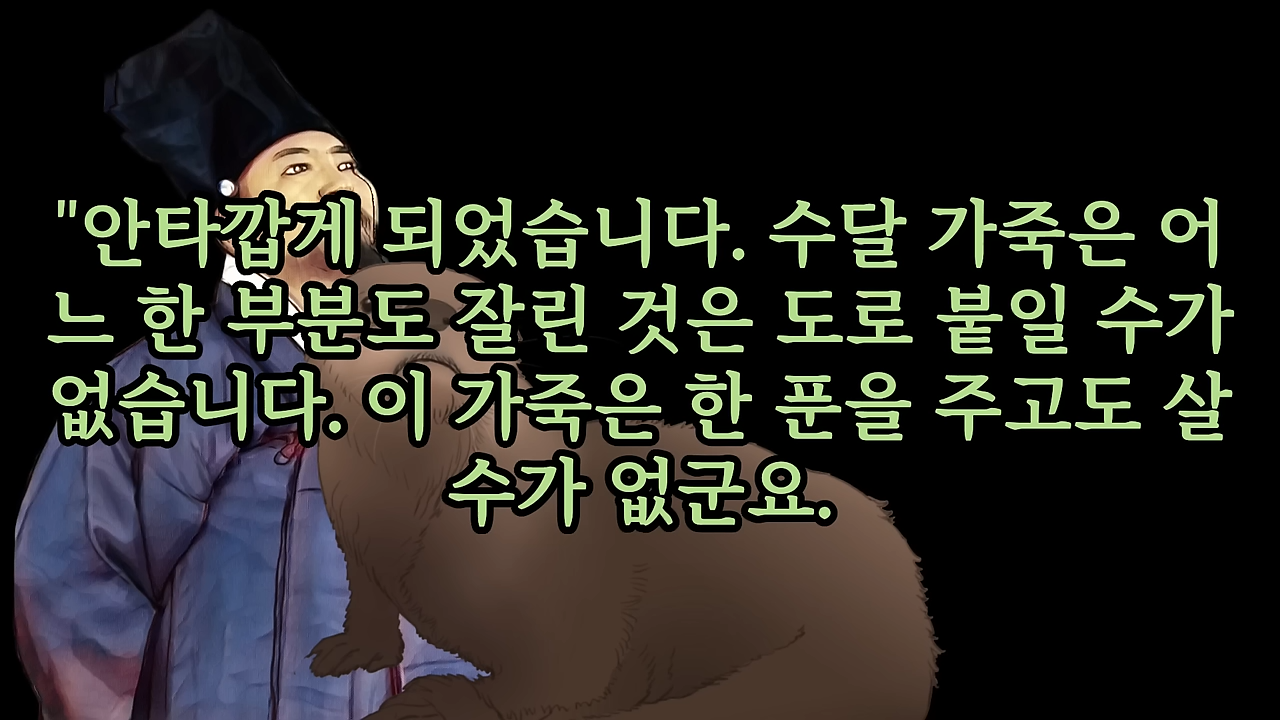 "안타깝게 되었습니다. 수달 가죽은 어
느 한 부분도 잘린 것은 도로 붙일 수가
없습니다. 이 가죽은 한 푼을 주고도 살
수가 없군요.